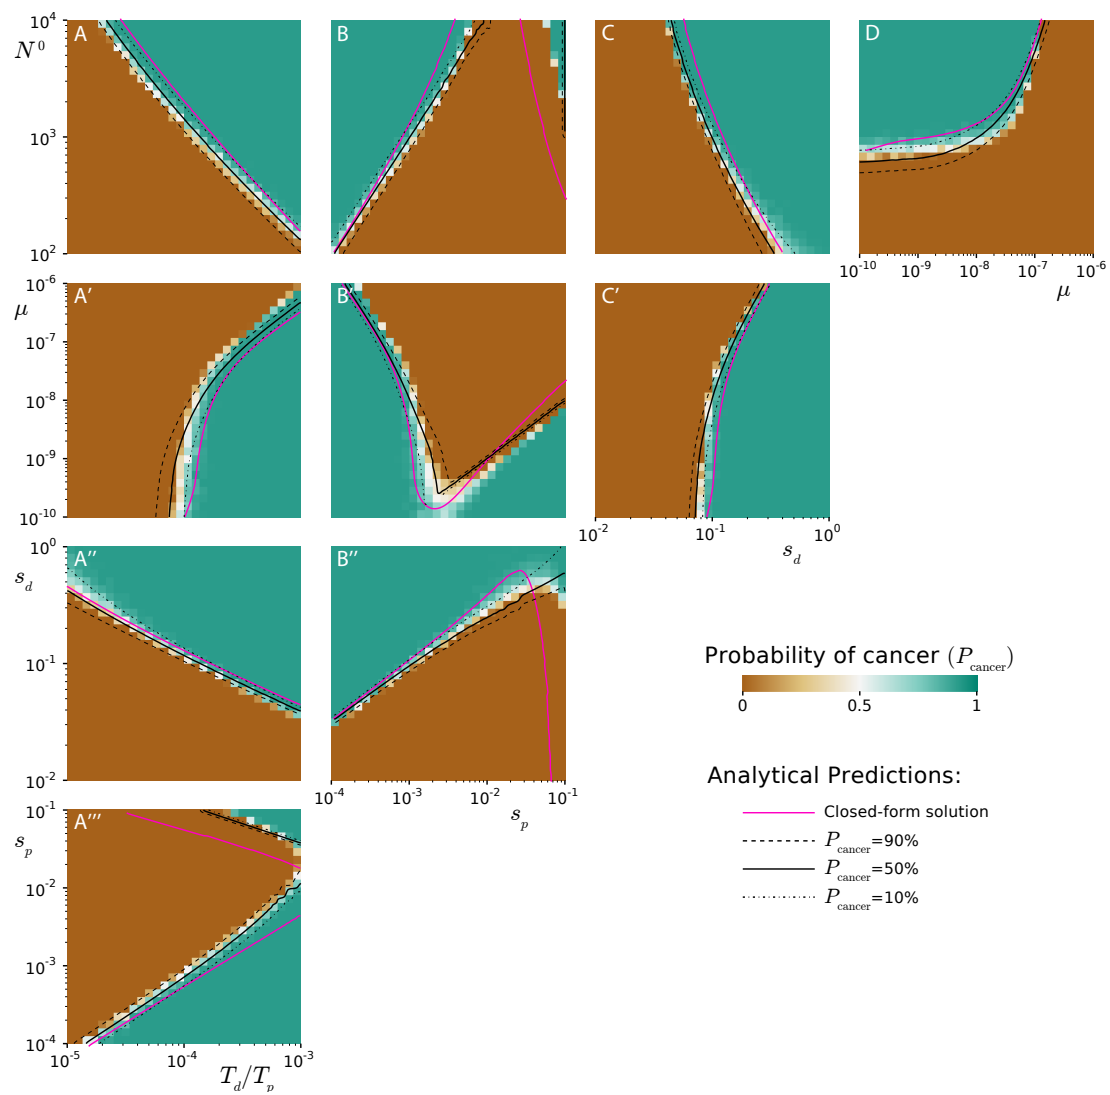 A
B
C
D
N⁰
10⁴
10³
10²
10⁻¹⁰
10⁻⁹
10⁻⁸
10⁻⁷
10⁻⁶
μ
A′
B′
C′
μ
10⁻⁶
10⁻⁷
10⁻⁸
10⁻⁹
10⁻¹⁰
10⁻²
10⁻¹
10⁰
s_d
A″
B″
s_d
10⁰
10⁻¹
10⁻²
10⁻⁴
10⁻³
10⁻²
10⁻¹
s_p
Probability of cancer (P_cancer)
0
0.5
1
Analytical Predictions:
Closed-form solution
P_cancer=90%
P_cancer=50%
P_cancer=10%
A‴
s_p
10⁻¹
10⁻²
10⁻³
10⁻⁴
10⁻⁵
10⁻⁴
10⁻³
T_d/T_p